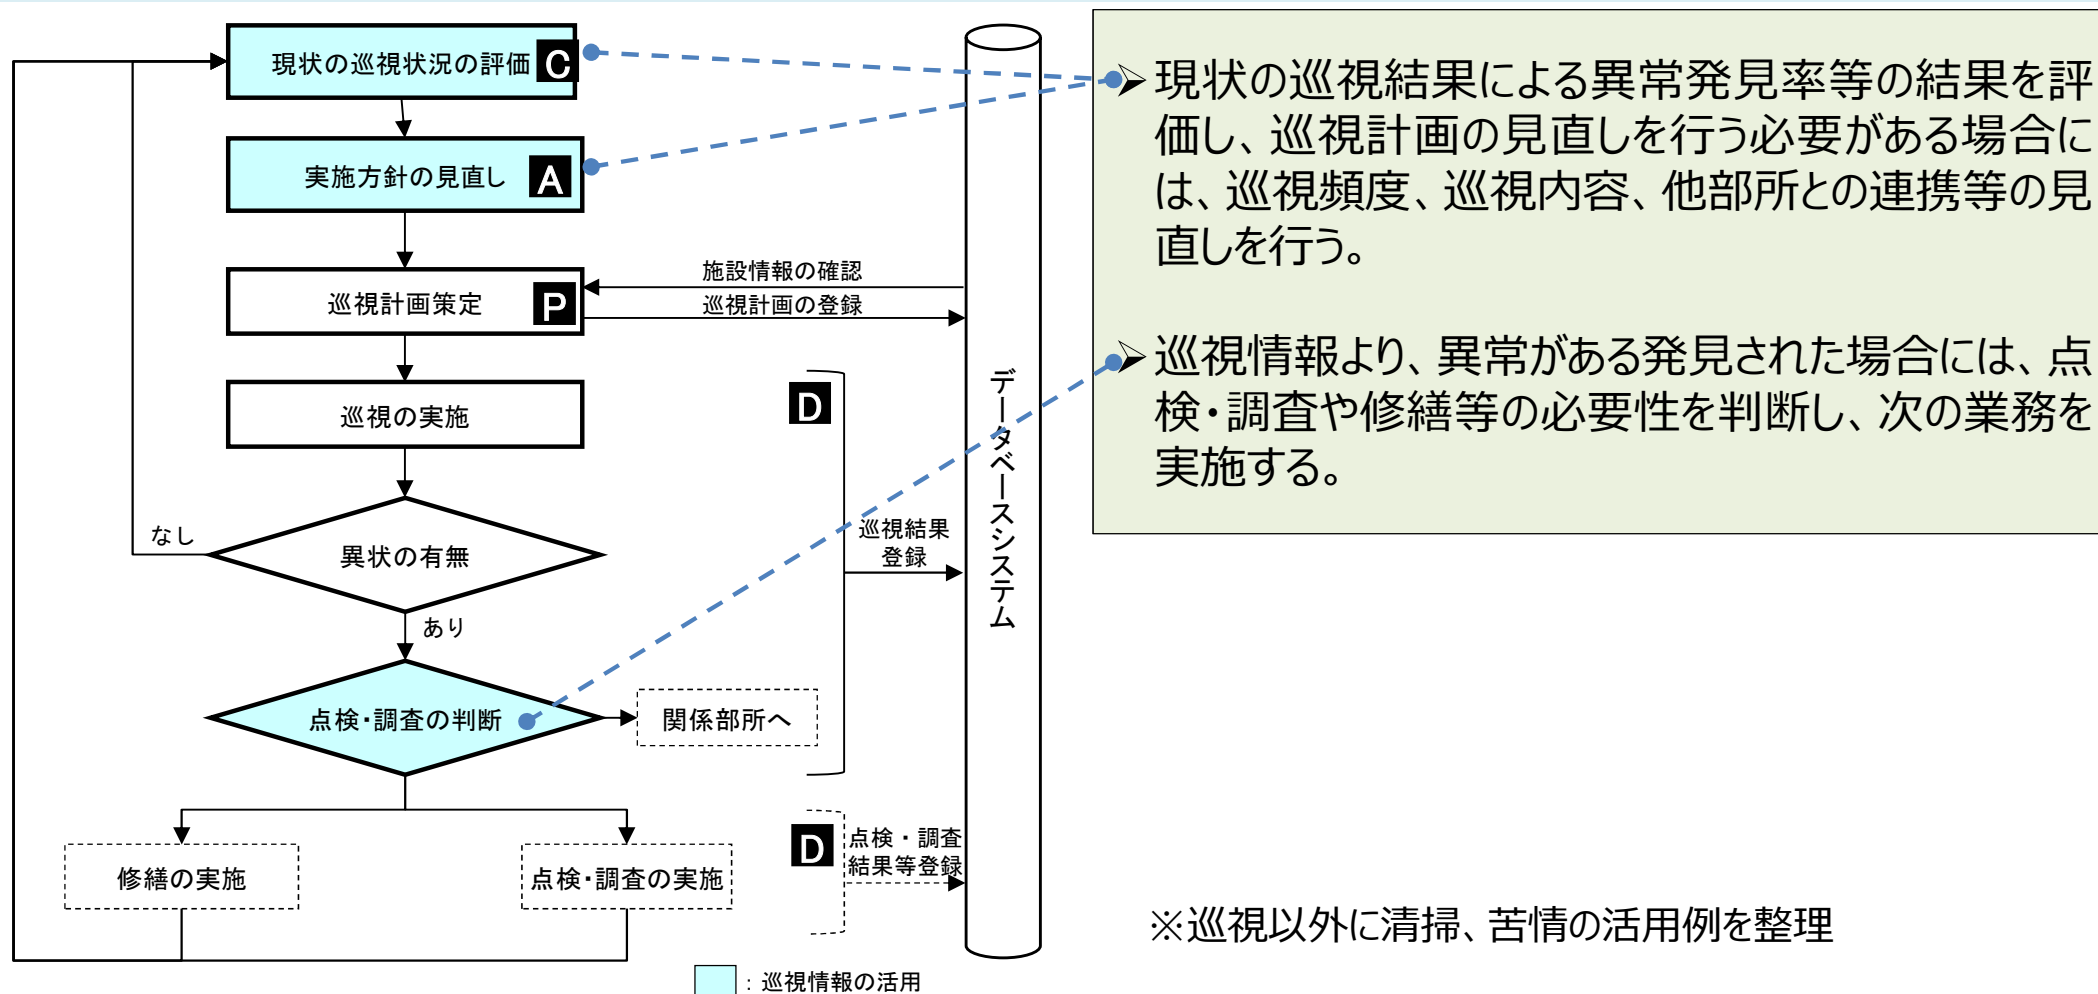 現状の巡視状況の評価 C
実施方針の見直し A
巡視計画策定 P
施設情報の確認
巡視計画の登録
巡視の実施
D
なし
異状の有無
あり
巡視結果
登録
点検・調査の判断
関係部所へ
D
点検・調査
結果等登録
修繕の実施
点検・調査の実施
データベースシステム
：巡視情報の活用
➢現状の巡視結果による異常発見率等の結果を評
価し、巡視計画の見直しを行う必要がある場合に
は、巡視頻度、巡視内容、他部所との連携等の見
直しを行う。
➢巡視情報より、異常がある発見された場合には、点
検・調査や修繕等の必要性を判断し、次の業務を
実施する。
※巡視以外に清掃、苦情の活用例を整理